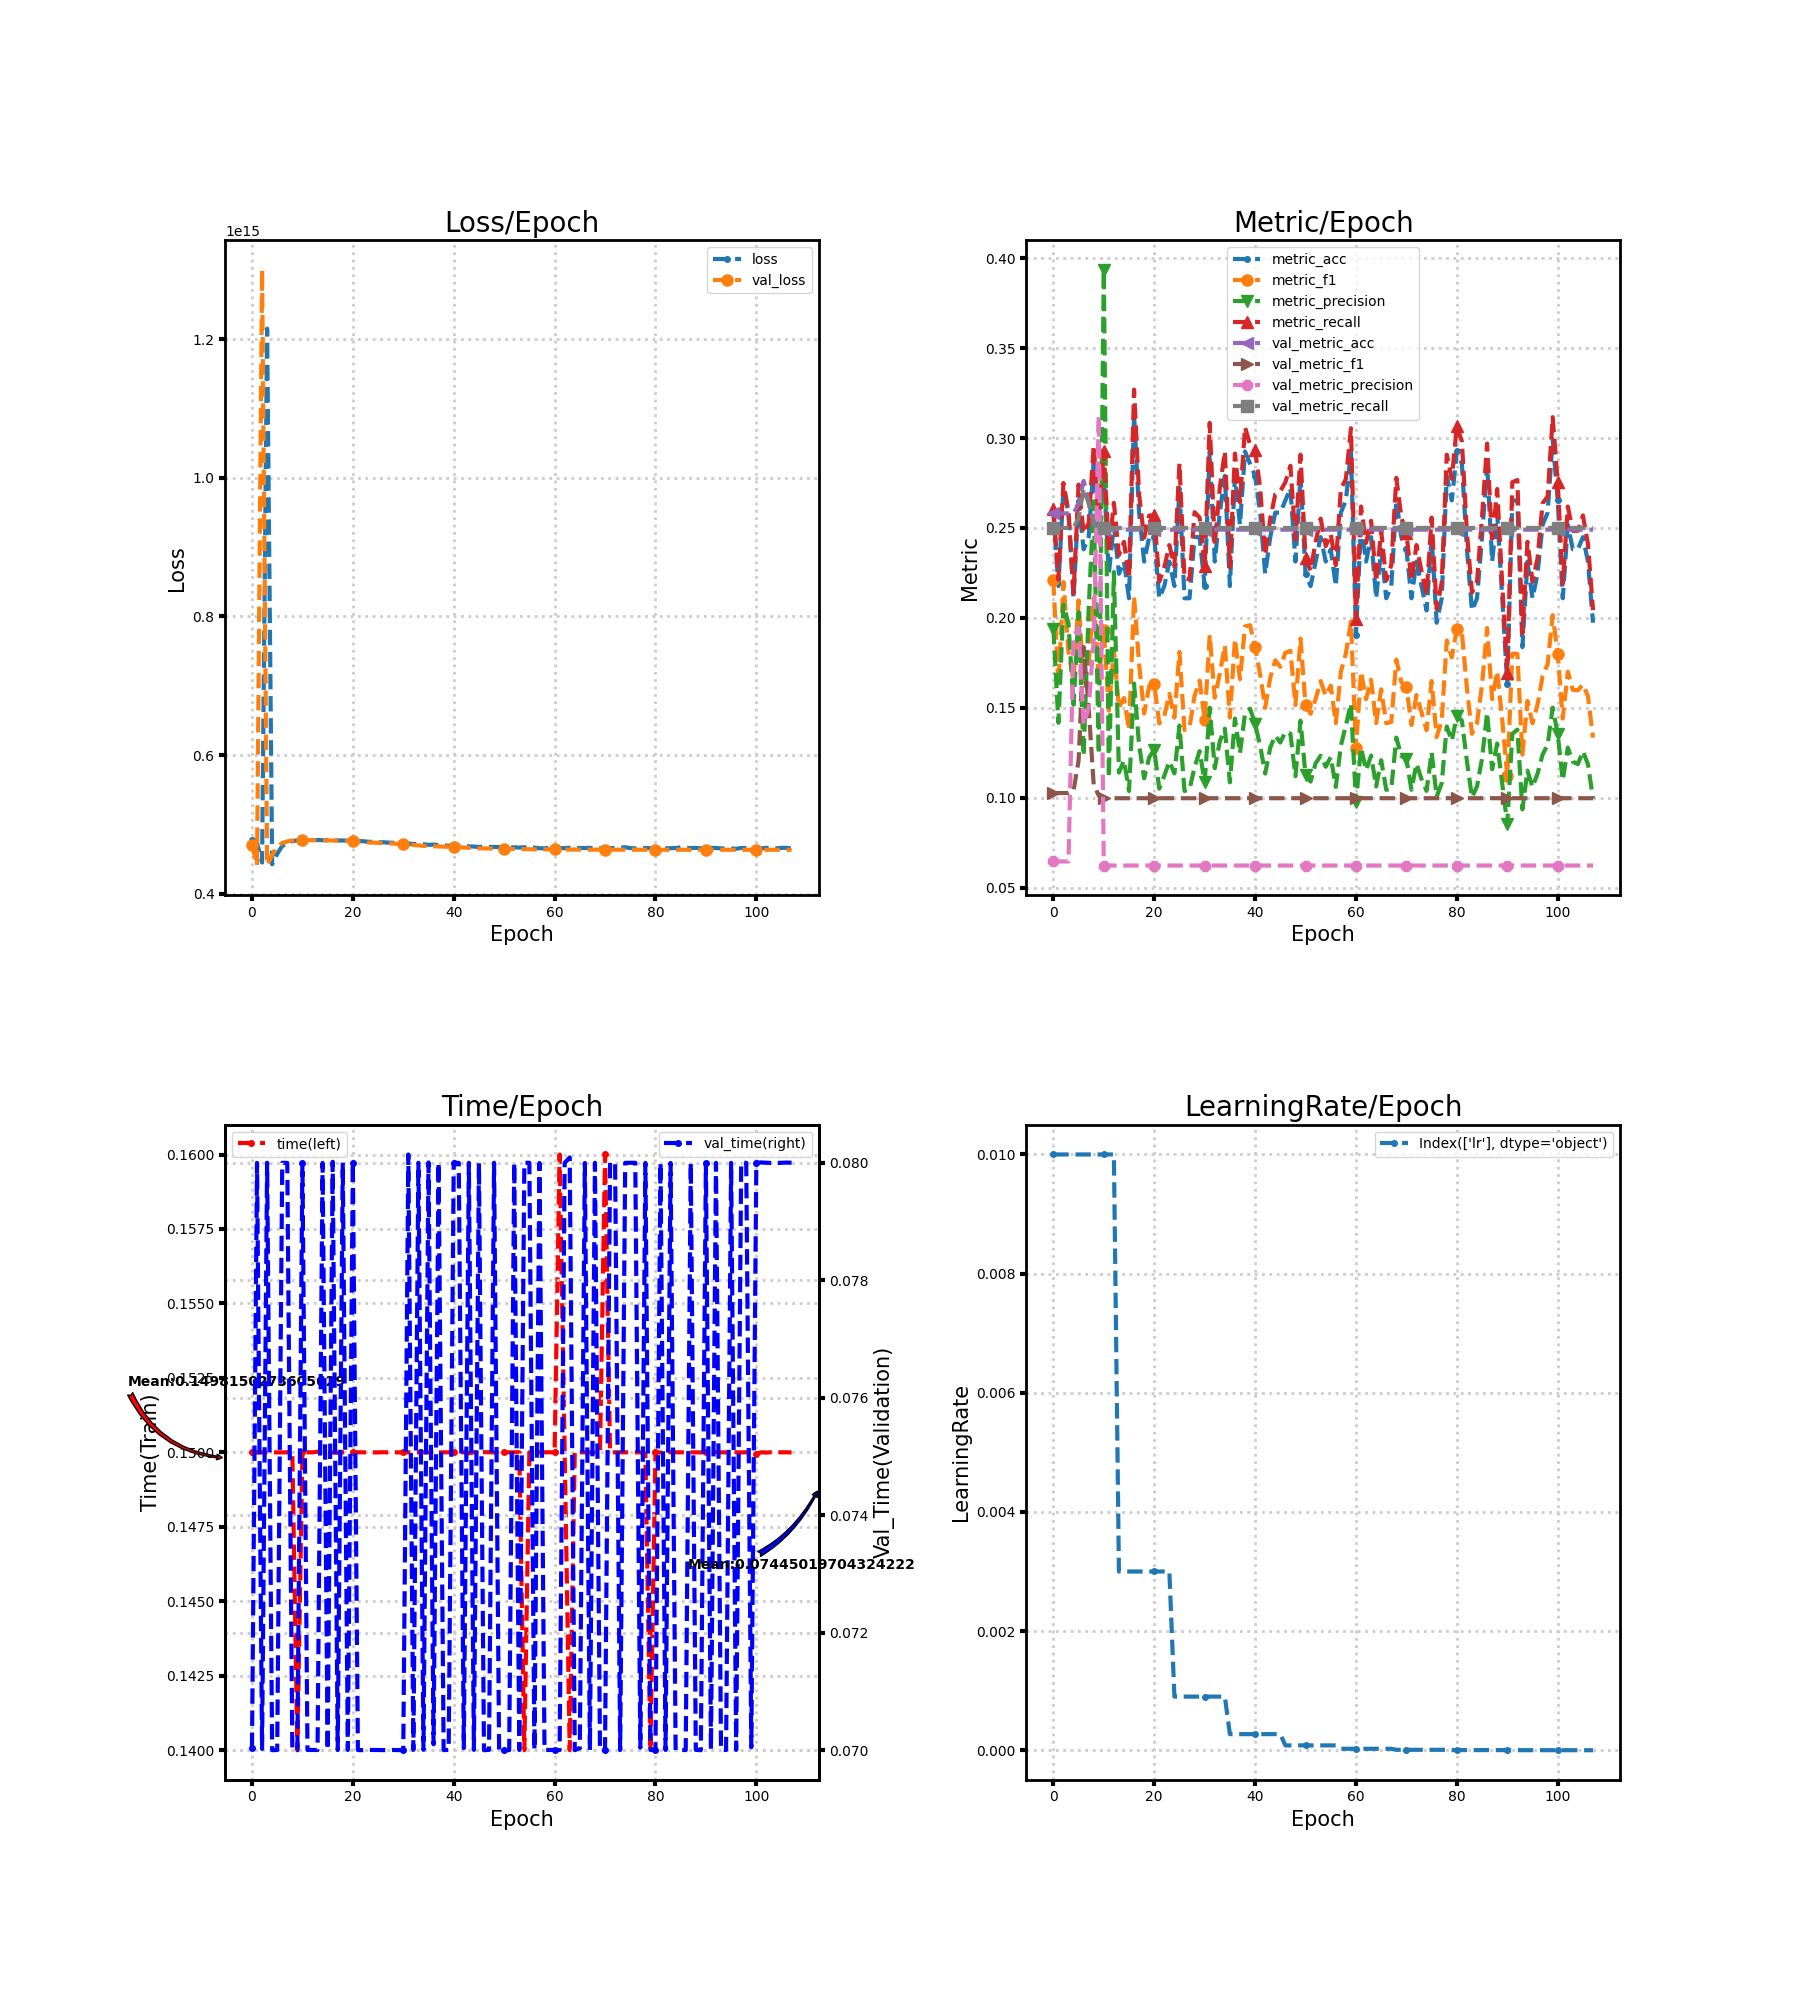 Loss/Epoch
1e15
loss
val_loss
1.2
1.0
0.8
0.6
0.4
Loss
0
20
40
60
80
100
Epoch
Metric/Epoch
metric_acc
metric_f1
metric_precision
metric_recall
val_metric_acc
val_metric_f1
val_metric_precision
val_metric_recall
0.40
0.35
0.30
0.25
0.20
0.15
0.10
0.05
Metric
0
20
40
60
80
100
Epoch
Time/Epoch
time(left)
val_time(right)
0.1600
0.1575
0.1550
0.1525
0.1500
0.1475
0.1450
0.1425
0.1400
Time(Train)
0.080
0.078
0.076
0.074
0.072
0.070
Val_Time(Validation)
Mean:0.07445019704324222
0
20
40
60
80
100
Epoch
LearningRate/Epoch
Index(['lr'], dtype='object')
0.010
0.008
0.006
0.004
0.002
0.000
LearningRate
0
20
40
60
80
100
Epoch